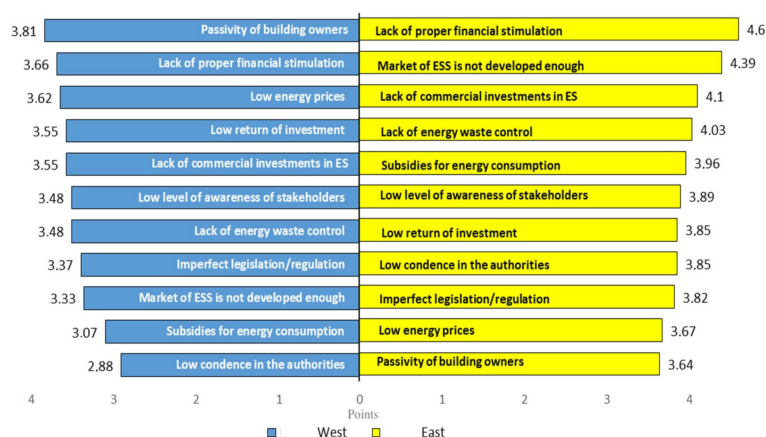 3.81 Passivity of building owners Lack of proper financial stimulation 4.6
3.66 Lack of proper financial stimulation Market of ESS is not developed enough 4.39
3.62 Low energy prices Lack of commercial investments in ES 4.1
3.55 Low return of investment Lack of energy waste control 4.03
3.55 Lack of commercial investments in ES Subsidies for energy consumption 3.96
3.48 Low level of awareness of stakeholders Low level of awareness of stakeholders 3.89
3.48 Lack of energy waste control Low return of investment 3.85
3.37 Imperfect legislation/regulation Low condence in the authorities 3.85
3.33 Market of ESS is not developed enough Imperfect legislation/regulation 3.82
3.07 Subsidies for energy consumption Low energy prices 3.67
2.88 Low condence in the authorities Passivity of building owners 3.64
4 3 2 1 0 1 2 3 4
Points
West East